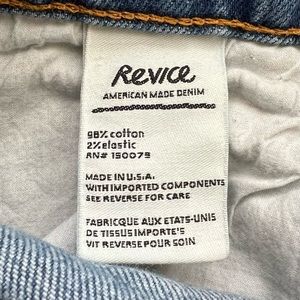 Revice
AMERICAN MADE DENIM
98% cotton
2% elastic
RN# 150079
MADE IN U.S.A.
WITH IMPORTED COMPONENTS
SEE REVERSE FOR CARE
FABRICQUE AUX ETATS-UNIS
DE TISSUS IMPORTE'S
VIT REVERSE POUR SOIN